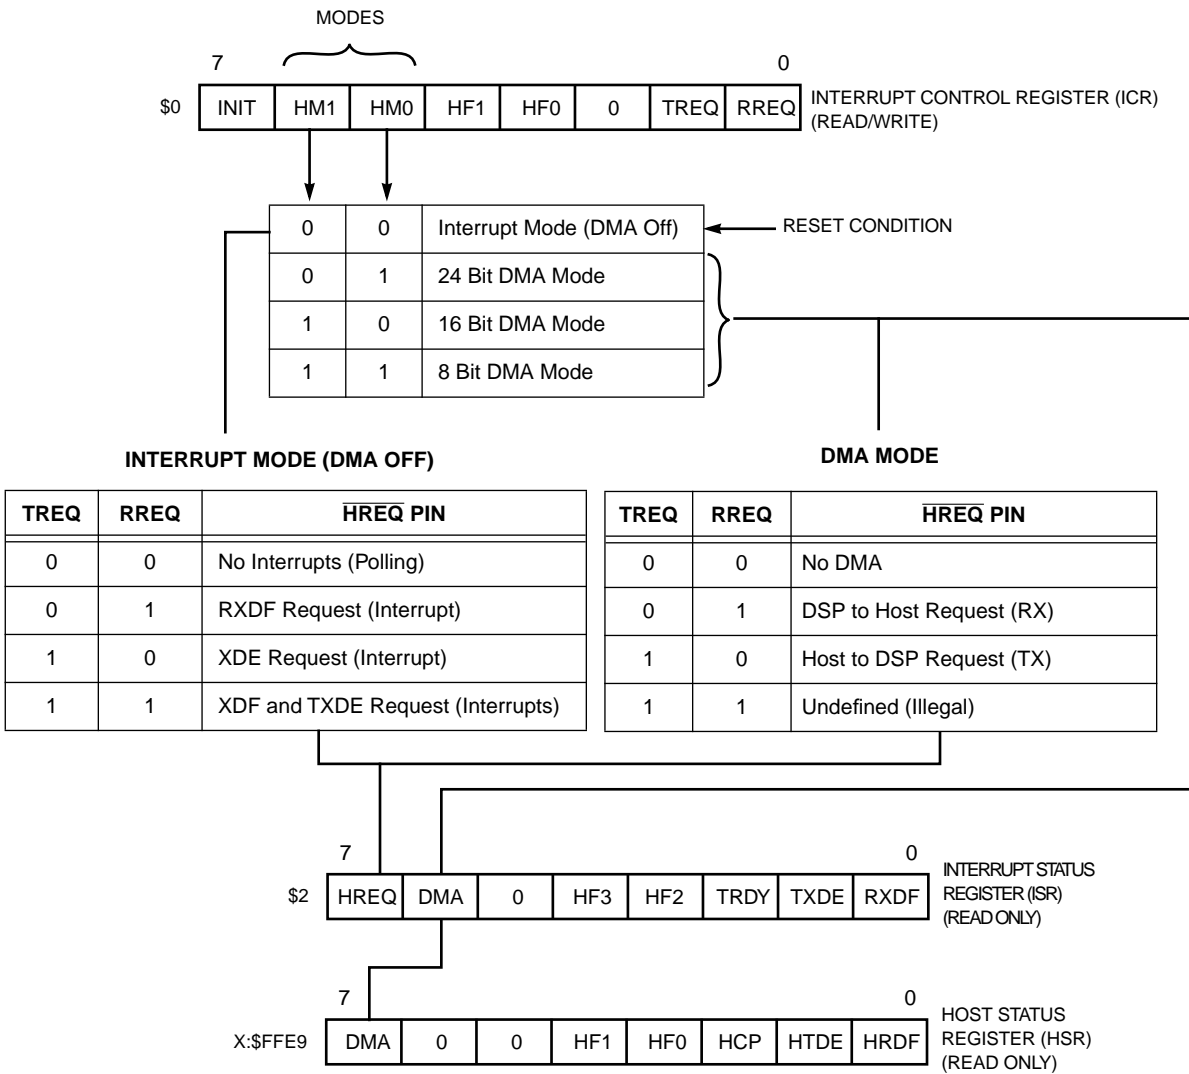 MODES
7 0
$0 INIT HM1 HM0 HF1 HF0 0 TREQ RREQ INTERRUPT CONTROL REGISTER (ICR)
(READ/WRITE)
0 0 Interrupt Mode (DMA Off) RESET CONDITION
0 1 24 Bit DMA Mode
1 0 16 Bit DMA Mode
1 1 8 Bit DMA Mode
INTERRUPT MODE (DMA OFF)
TREQ RREQ HREQ PIN
0 0 No Interrupts (Polling)
0 1 RXDF Request (Interrupt)
1 0 XDE Request (Interrupt)
1 1 XDF and TXDE Request (Interrupts)
DMA MODE
TREQ RREQ HREQ PIN
0 0 No DMA
0 1 DSP to Host Request (RX)
1 0 Host to DSP Request (TX)
1 1 Undefined (Illegal)
7 0
$2 HREQ DMA 0 HF3 HF2 TRDY TXDE RXDF
INTERRUPT STATUS
REGISTER (ISR)
(READ ONLY)
7 0
X:$FFE9 DMA 0 0 HF1 HF0 HCP HTDE HRDF
HOST STATUS
REGISTER (HSR)
(READ ONLY)